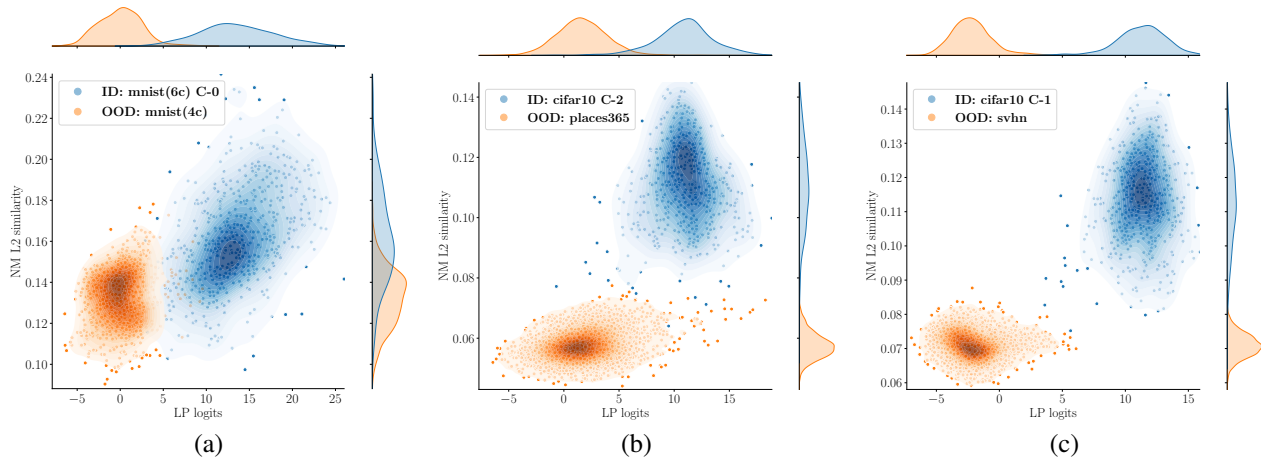 0.24
0.22
0.20
0.18
0.16
0.14
0.12
0.10
NM L2 similarity
ID: mnist(6c) C-0
OOD: mnist(4c)
−5 0 5 10 15 20 25
LP logits
(a)
0.14
0.12
0.10
0.08
0.06
NM L2 similarity
ID: cifar10 C-2
OOD: places365
−5 0 5 10 15
LP logits
(b)
0.14
0.13
0.12
0.11
0.10
0.09
0.08
0.07
0.06
NM L2 similarity
ID: cifar10 C-1
OOD: svhn
−5 0 5 10 15
LP logits
(c)